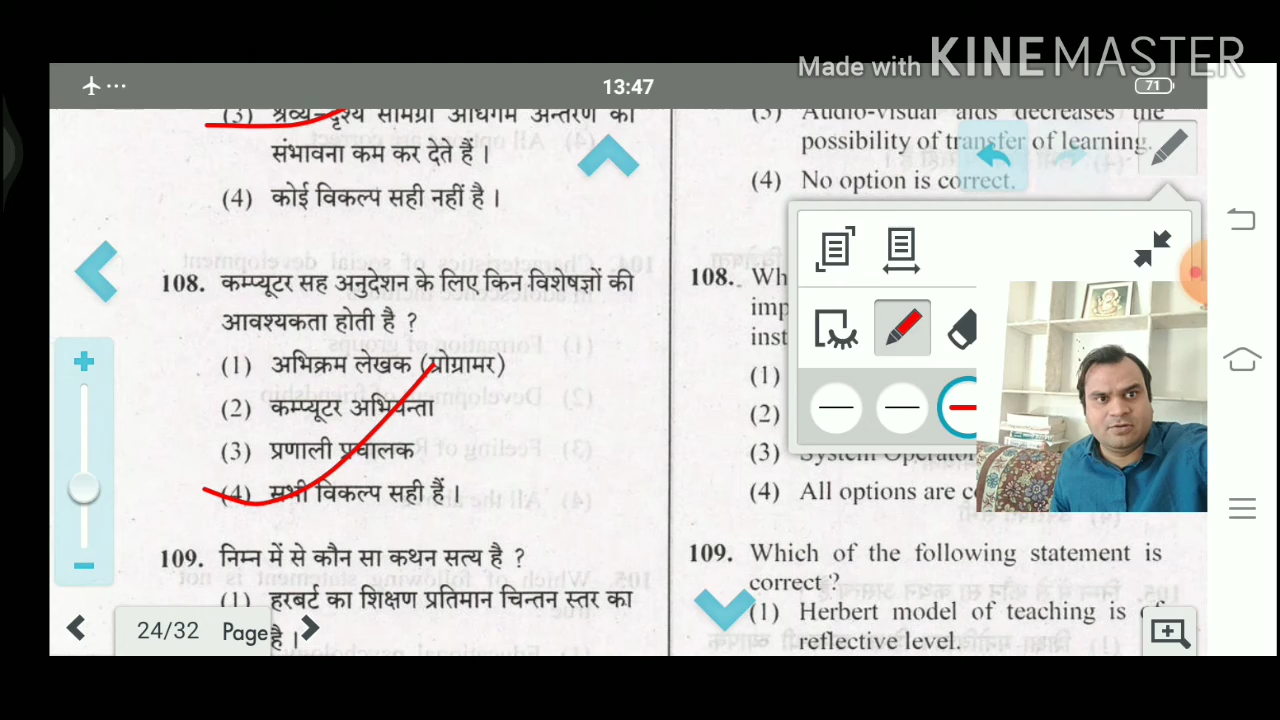 Made with KINEMASTER
13:47
71
(3) श्रव्य-दृश्य सामग्री अधिगम अन्तरण की
संभावना कम कर देते हैं ।
(4) कोई विकल्प सही नहीं है ।
108. कम्प्यूटर सह अनुदेशन के लिए किन विशेषज्ञों की
आवश्यकता होती है ?
(1) अभिक्रम लेखक (प्रोग्रामर)
(2) कम्प्यूटर अभियन्ता
(3) प्रणाली प्रचालक
(4) सभी विकल्प सही हैं ।
109. निम्न में से कौन सा कथन सत्य है ?
(1) हरबर्ट का शिक्षण प्रतिमान चिन्तन स्तर का
है ।
24/32 Page
(3) Audio-visual aids decreases the
possibility of transfer of learning.
(4) No option is correct.
108. Wh
imp
inst
(1)
(2)
(3) System Operator
(4) All options are c
109. Which of the following statement is
correct ?
(1) Herbert model of teaching is of
reflective level.